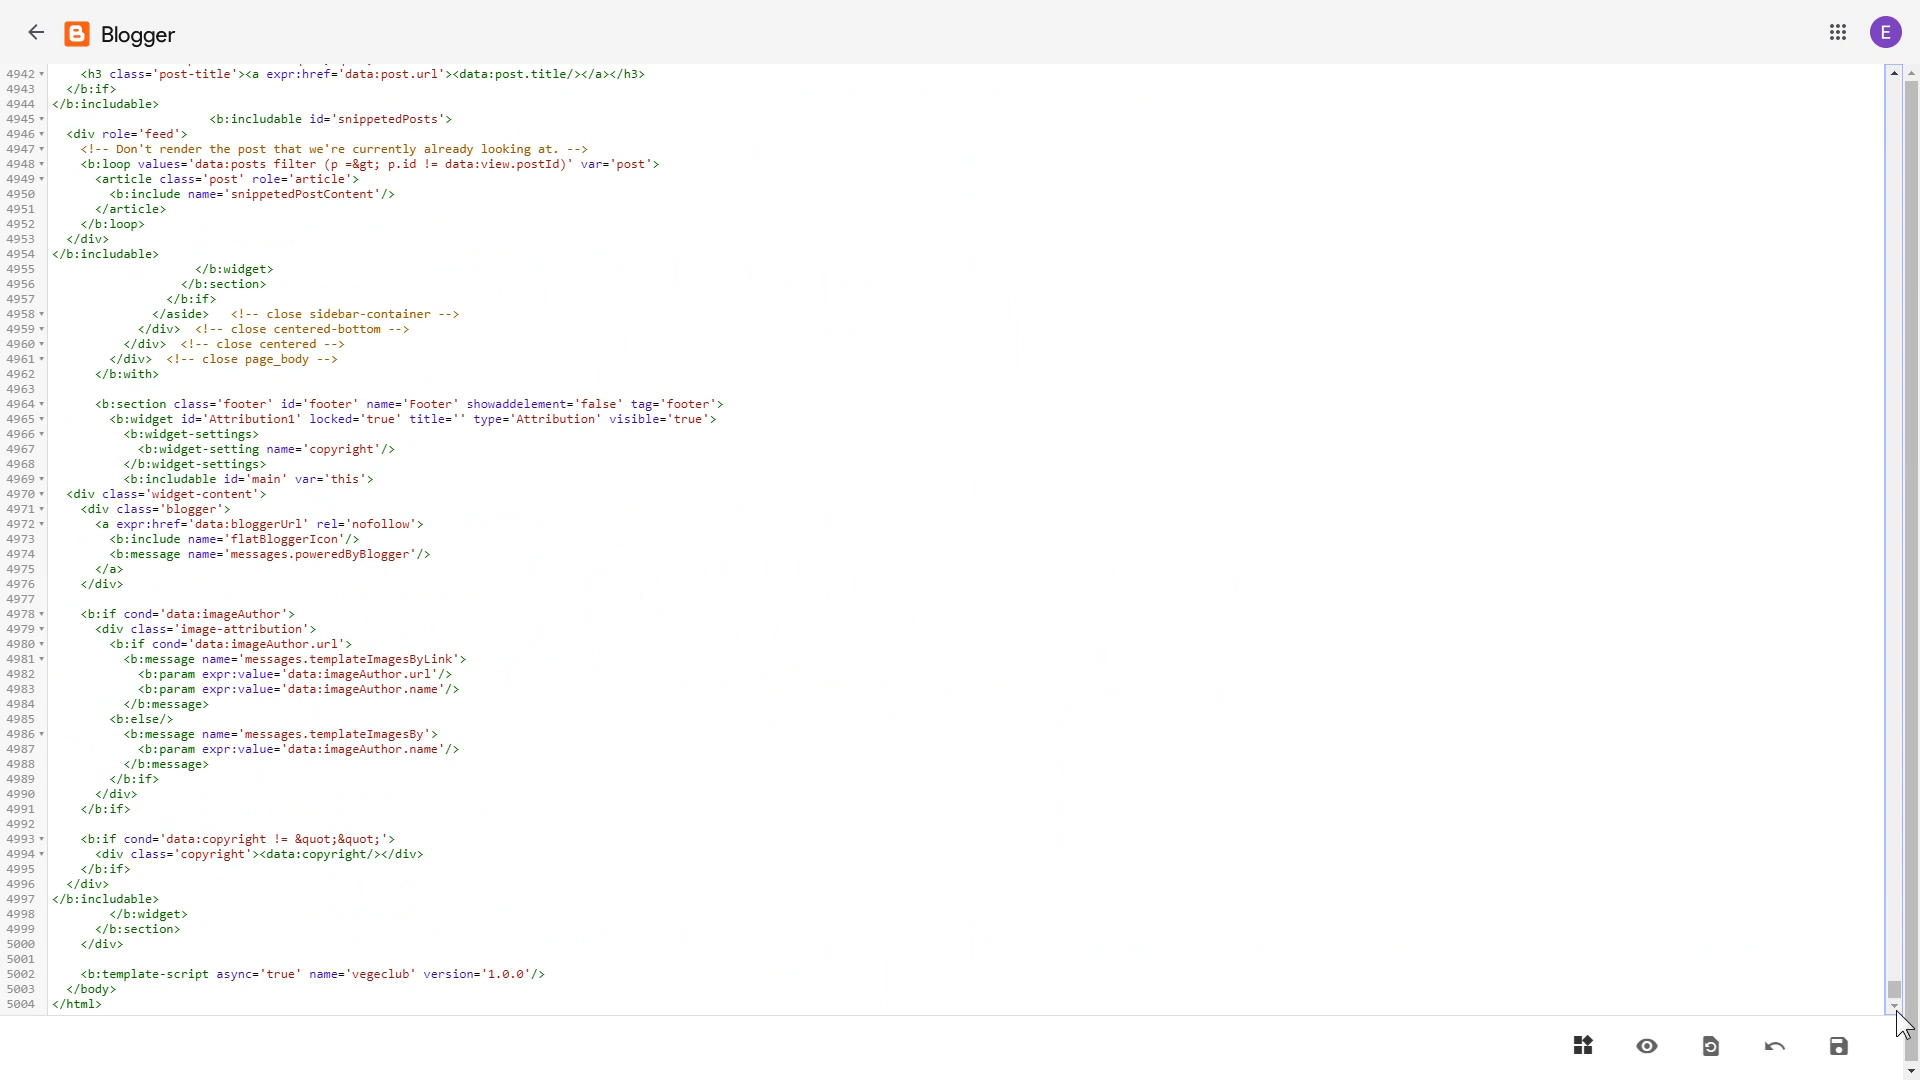 Blogger
E
4942 <h3 class='post-title'><a expr:href='data:post.url'><data:post.title/></a></h3>
4943 </b:if>
4944 </b:includable>
4945 <b:includable id='snippetedPosts'>
4946 <div role='feed'>
4947 <!-- Don't render the post that we're currently already looking at. -->
4948 <b:loop values='data:posts filter (p =&gt; p.id != data:view.postId)' var='post'>
4949 <article class='post' role='article'>
4950 <b:include name='snippetedPostContent'/>
4951 </article>
4952 </b:loop>
4953 </div>
4954 </b:includable>
4955 </b:widget>
4956 </b:section>
4957 </b:if>
4958 </aside> <!-- close sidebar-container -->
4959 </div> <!-- close centered-bottom -->
4960 </div> <!-- close centered -->
4961 </div> <!-- close page_body -->
4962 </b:with>
4963
4964 <b:section class='footer' id='footer' name='Footer' showaddelement='false' tag='footer'>
4965 <b:widget id='Attribution1' locked='true' title='' type='Attribution' visible='true'>
4966 <b:widget-settings>
4967 <b:widget-setting name='copyright'/>
4968 </b:widget-settings>
4969 <b:includable id='main' var='this'>
4970 <div class='widget-content'>
4971 <div class='blogger'>
4972 <a expr:href='data:bloggerUrl' rel='nofollow'>
4973 <b:include name='flatBloggerIcon'/>
4974 <b:message name='messages.poweredByBlogger'/>
4975 </a>
4976 </div>
4977
4978 <b:if cond='data:imageAuthor'>
4979 <div class='image-attribution'>
4980 <b:if cond='data:imageAuthor.url'>
4981 <b:message name='messages.templateImagesByLink'>
4982 <b:param expr:value='data:imageAuthor.url'/>
4983 <b:param expr:value='data:imageAuthor.name'/>
4984 </b:message>
4985 <b:else/>
4986 <b:message name='messages.templateImagesBy'>
4987 <b:param expr:value='data:imageAuthor.name'/>
4988 </b:message>
4989 </b:if>
4990 </div>
4991 </b:if>
4992
4993 <b:if cond='data:copyright != &quot;&quot;'>
4994 <div class='copyright'><data:copyright/></div>
4995 </b:if>
4996 </div>
4997 </b:includable>
4998 </b:widget>
4999 </b:section>
5000 </div>
5001
5002 <b:template-script async='true' name='vegeclub' version='1.0.0'/>
5003 </body>
5004 </html>